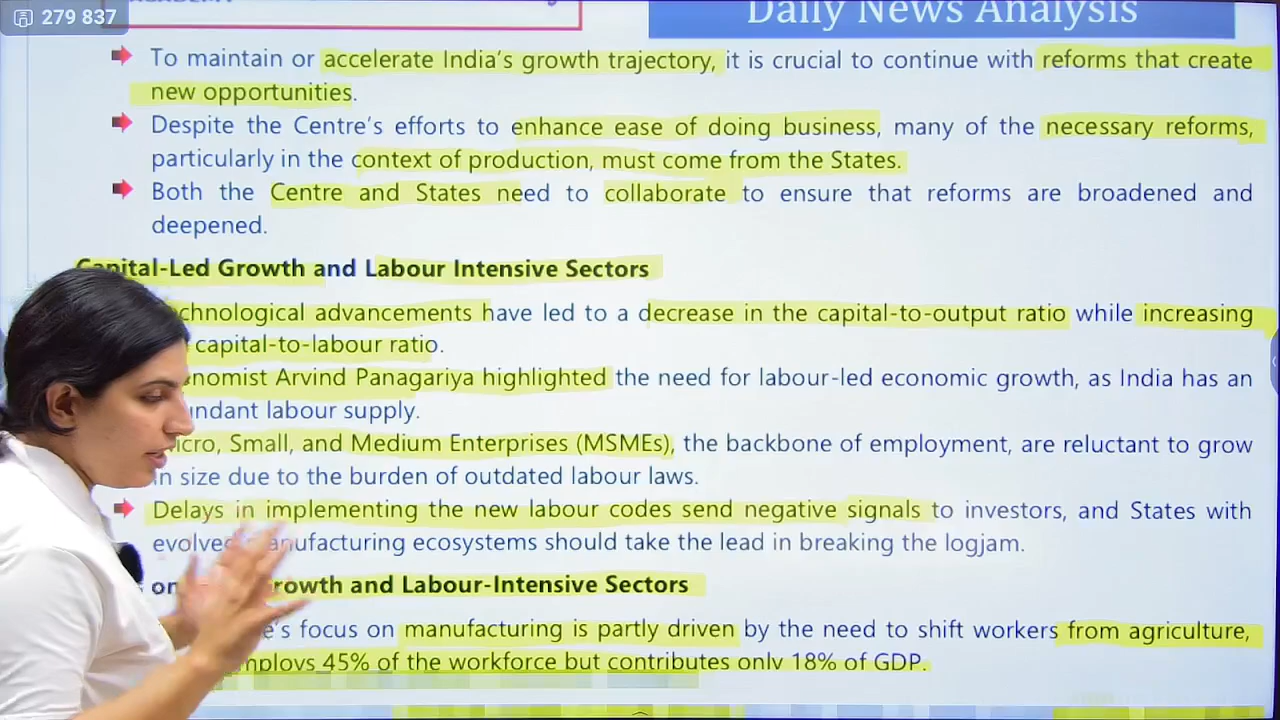 279 837
Daily News Analysis
To maintain or accelerate India's growth trajectory, it is crucial to continue with reforms that create
new opportunities.
Despite the Centre's efforts to enhance ease of doing business, many of the necessary reforms,
particularly in the context of production, must come from the States.
Both the Centre and States need to collaborate to ensure that reforms are broadened and
deepened.
Capital-Led Growth and Labour Intensive Sectors
chnological advancements have led to a decrease in the capital-to-output ratio while increasing
capital-to-labour ratio.
nomist Arvind Panagariya highlighted the need for labour-led economic growth, as India has an
ndant labour supply.
icro, Small, and Medium Enterprises (MSMEs), the backbone of employment, are reluctant to grow
in size due to the burden of outdated labour laws.
Delays in implementing the new labour codes send negative signals to investors, and States with
evolved manufacturing ecosystems should take the lead in breaking the logjam.
on rowth and Labour-Intensive Sectors
e's focus on manufacturing is partly driven by the need to shift workers from agriculture,
mploys 45% of the workforce but contributes only 18% of GDP.